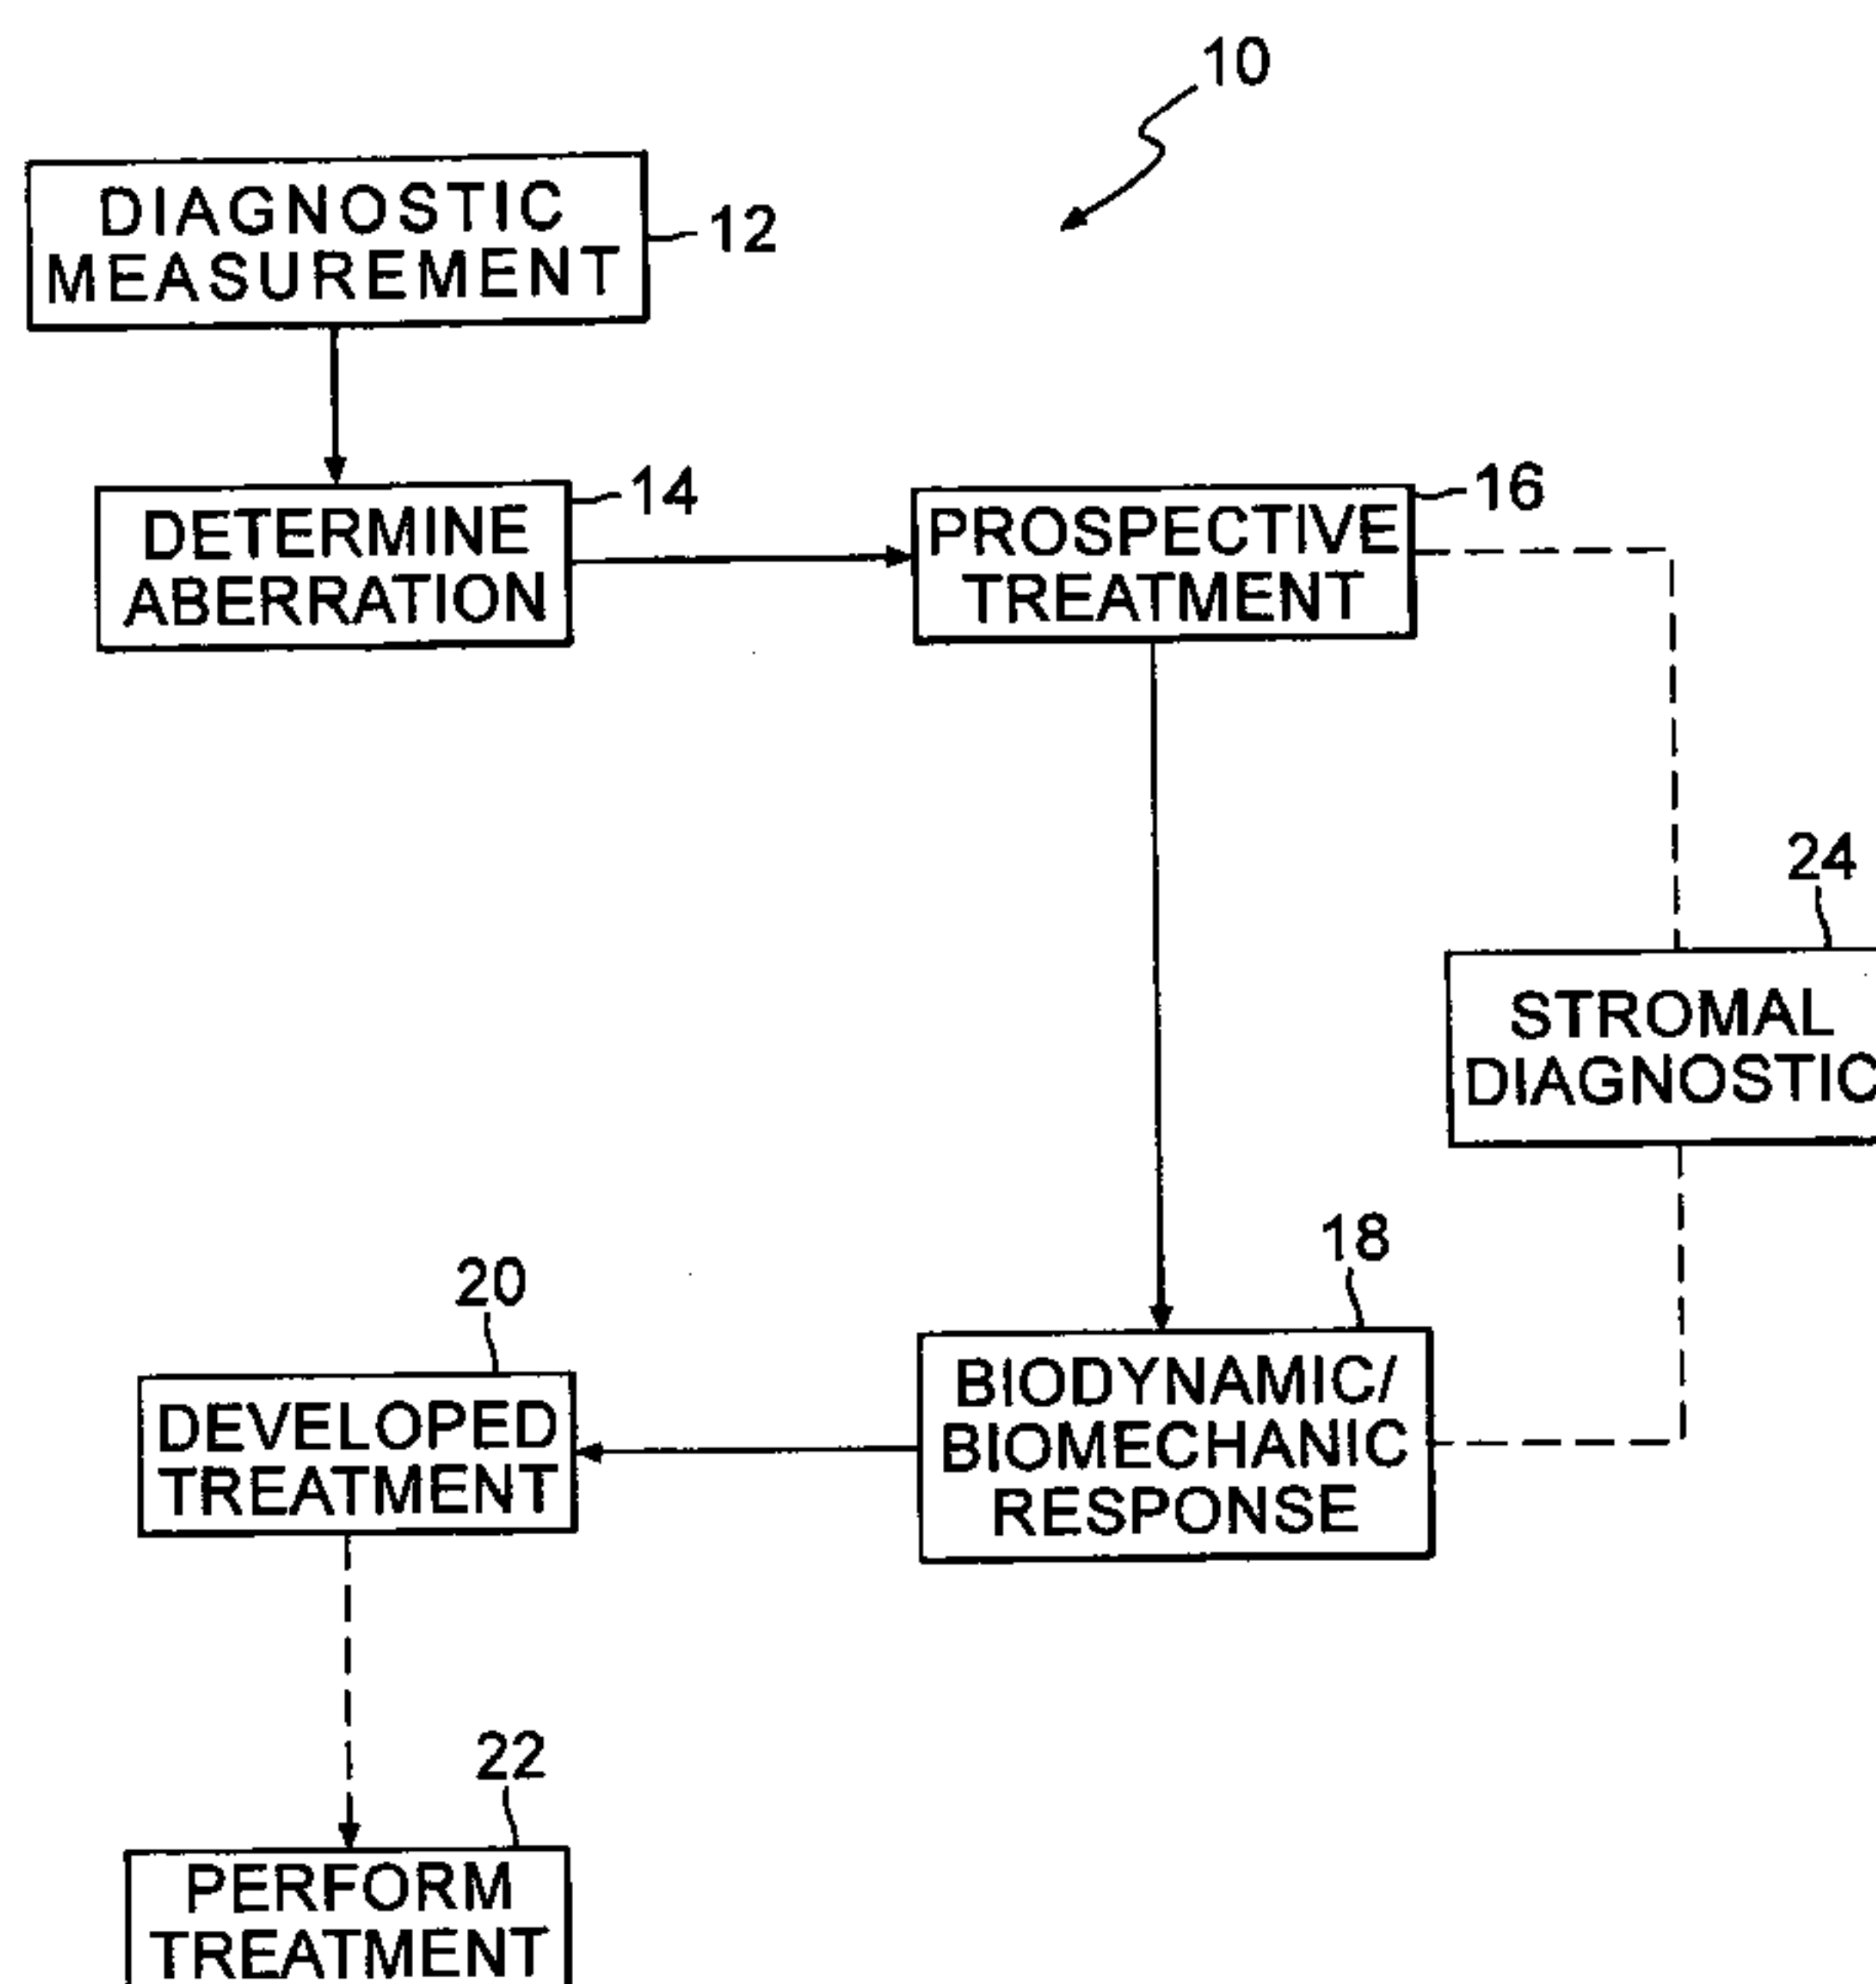 10
DIAGNOSTIC
MEASUREMENT
12
14
DETERMINE
ABERRATION
16
PROSPECTIVE
TREATMENT
24
STROMAL
DIAGNOSTIC
18
BIODYNAMIC/
BIOMECHANIC
RESPONSE
20
DEVELOPED
TREATMENT
22
PERFORM
TREATMENT